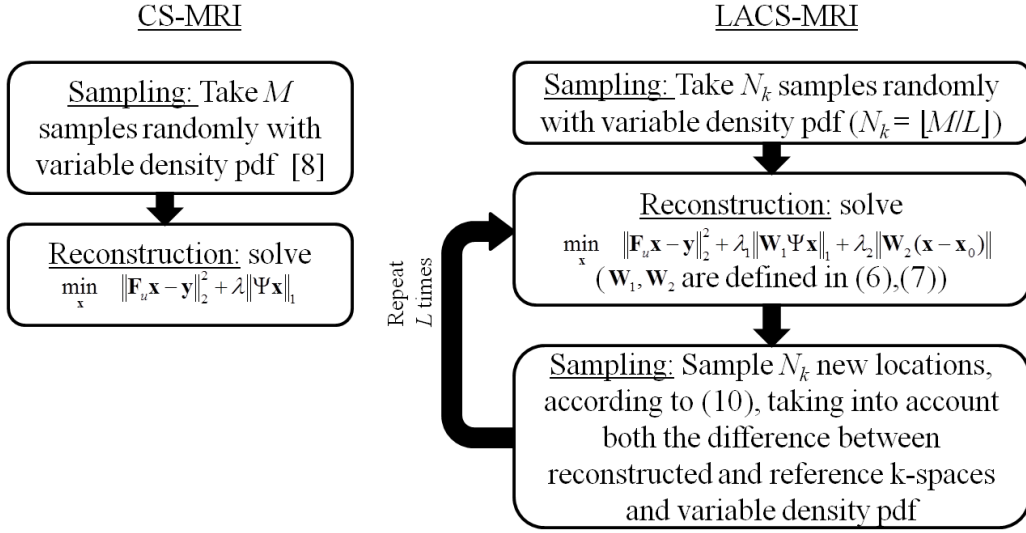 CS-MRI
Sampling: Take M
samples randomly with
variable density pdf [8]
Reconstruction: solve
min_x ‖F_u x − y‖₂² + λ‖Ψx‖₁
LACS-MRI
Sampling: Take N_k samples randomly
with variable density pdf (N_k = ⌊M/L⌋)
Reconstruction: solve
min_x ‖F_u x − y‖₂² + λ₁‖W₁Ψx‖₁ + λ₂‖W₂(x − x₀)‖
(W₁, W₂ are defined in (6),(7))
Repeat
L times
Sampling: Sample N_k new locations,
according to (10), taking into account
both the difference between
reconstructed and reference k-spaces
and variable density pdf